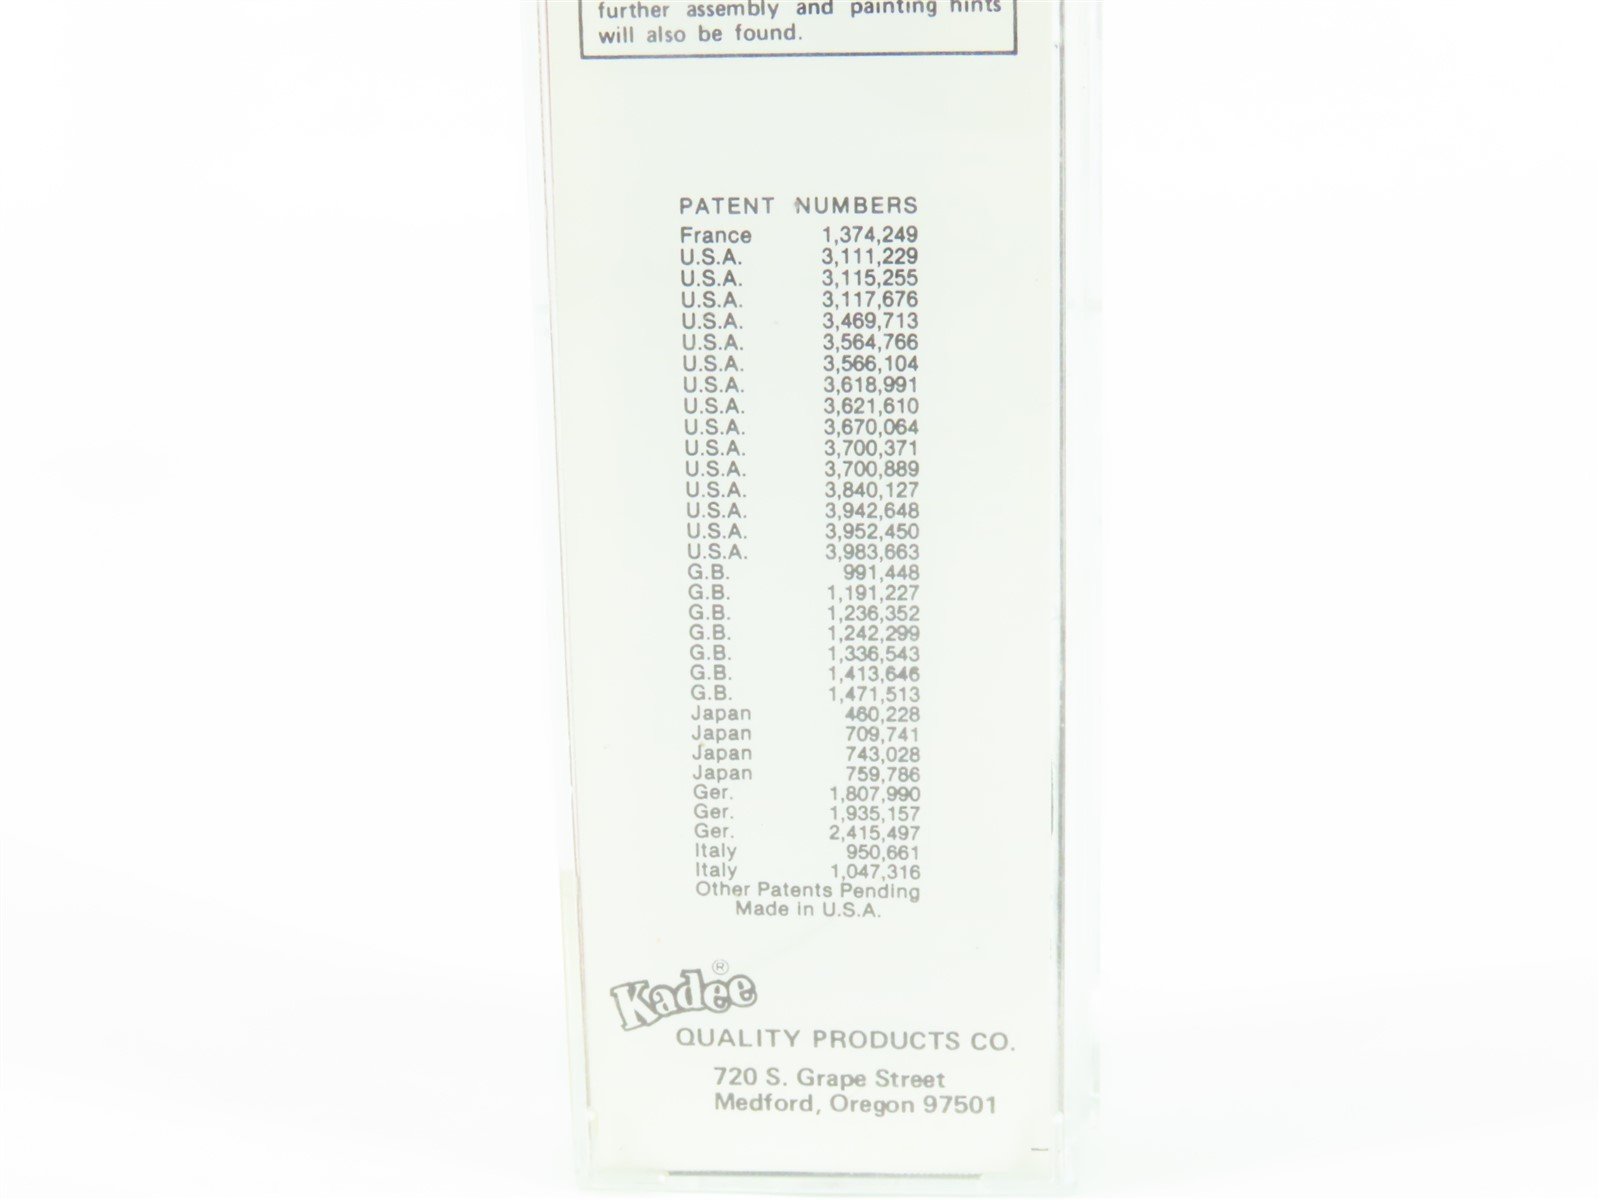 further assembly and painting hints
will also be found.
PATENT NUMBERS
France 1,374,249
U.S.A. 3,111,229
U.S.A. 3,115,255
U.S.A. 3,117,676
U.S.A. 3,469,713
U.S.A. 3,564,766
U.S.A. 3,566,104
U.S.A. 3,618,991
U.S.A. 3,621,610
U.S.A. 3,670,064
U.S.A. 3,700,371
U.S.A. 3,700,889
U.S.A. 3,840,127
U.S.A. 3,942,648
U.S.A. 3,952,450
U.S.A. 3,983,663
G.B. 991,448
G.B. 1,191,227
G.B. 1,236,352
G.B. 1,242,299
G.B. 1,336,543
G.B. 1,413,646
G.B. 1,471,513
Japan 460,228
Japan 709,741
Japan 743,028
Japan 759,786
Ger. 1,807,990
Ger. 1,935,157
Ger. 2,415,497
Italy 950,661
Italy 1,047,316
Other Patents Pending
Made in U.S.A.
Kadee®
QUALITY PRODUCTS CO.
720 S. Grape Street
Medford, Oregon 97501